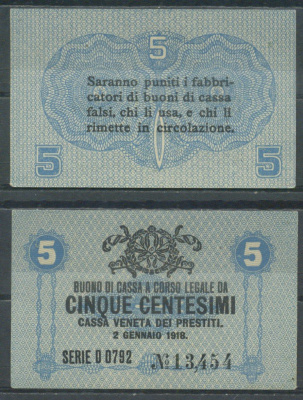 5
Saranno puniti i fabbri-
catori di buoni di cassa
falsi, chi li usa, e chi li
rimette in circolazione.
5 5
5 5
BUONO DI CASSA A CORSO LEGALE DA
CINQUE CENTESIMI
CASSA VENETA DEI PRESTITI.
2 GENNAIO 1918.
SERIE O 0792 No 13,454